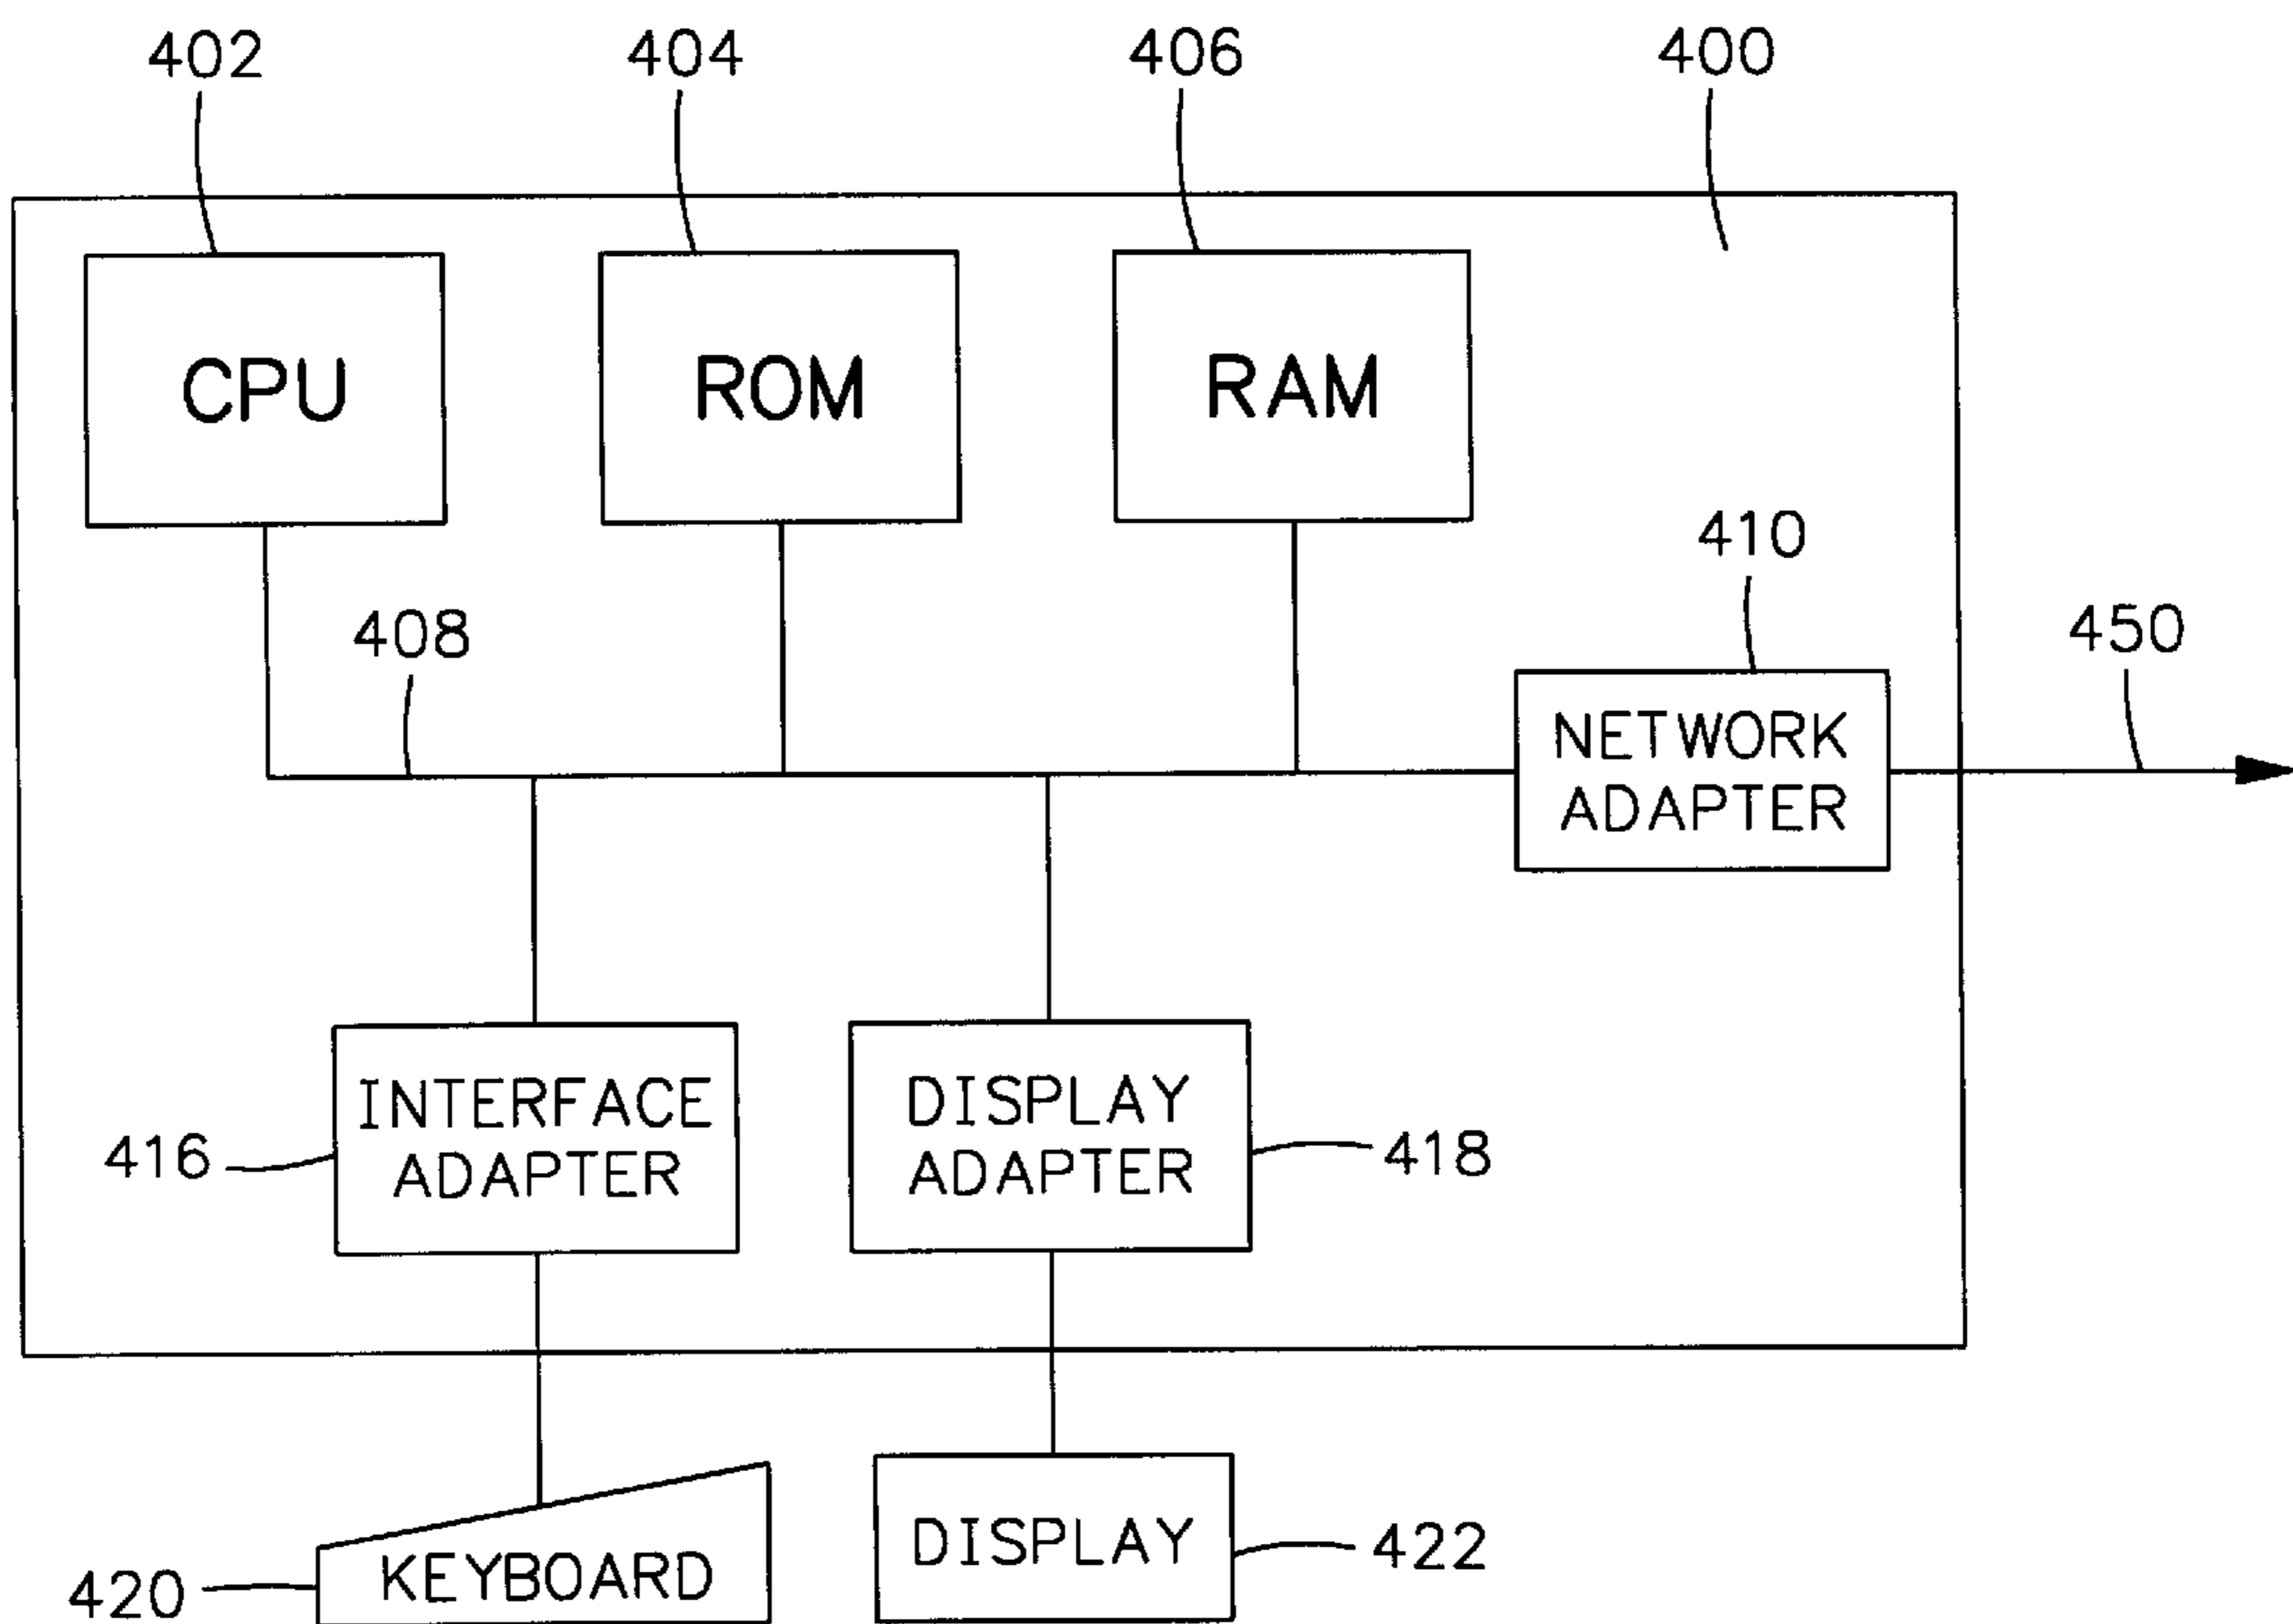 402
404
406
400
CPU
ROM
RAM
410
408
450
NETWORK
ADAPTER
INTERFACE
ADAPTER
416
DISPLAY
ADAPTER
418
KEYBOARD
420
DISPLAY
422